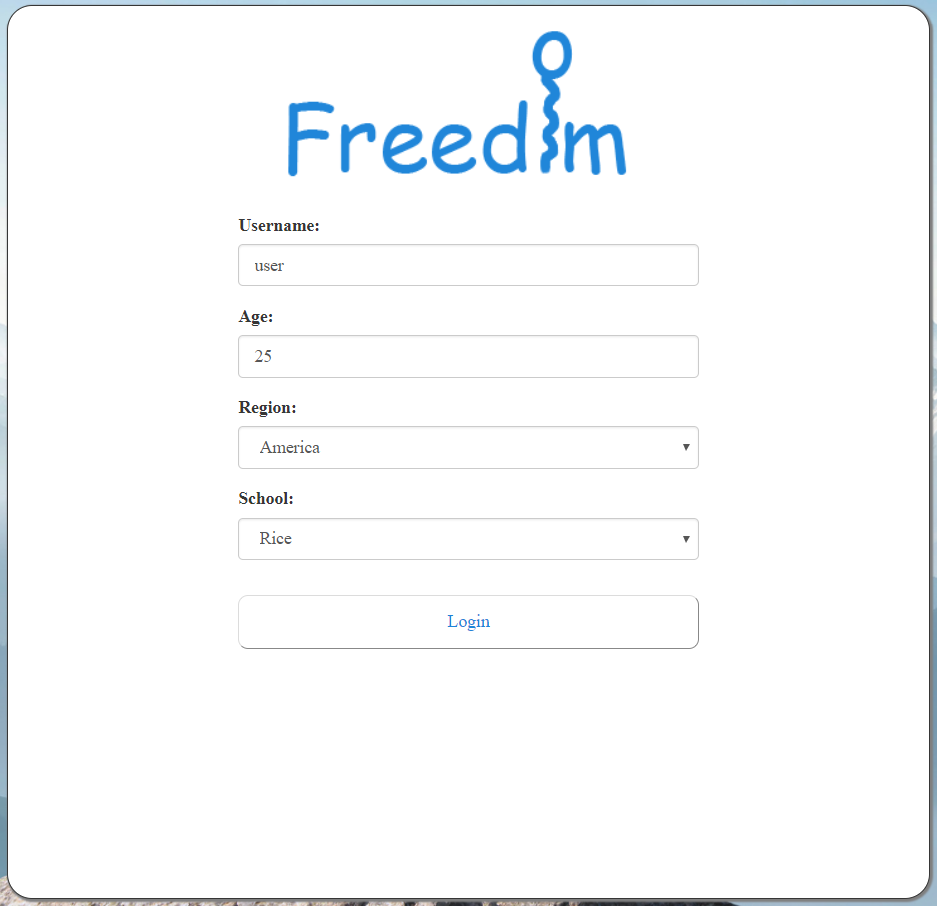 Freedim
Username:
user
Age:
25
Region:
America
School:
Rice
Login